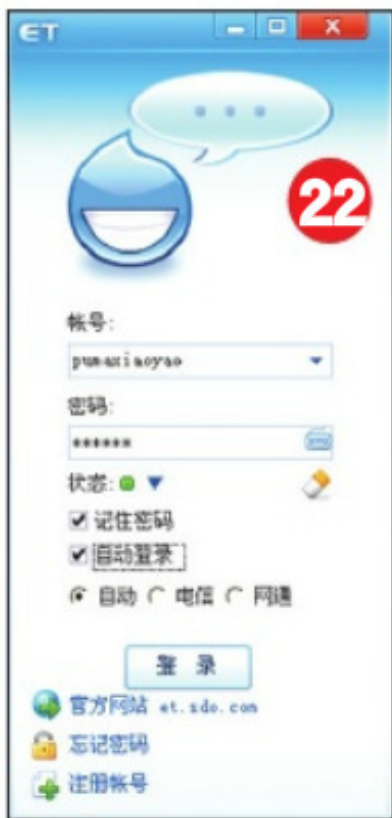 ET
22
帐号:
pumaxiaoyao
密码:
******
状态:
记住密码
自动登录
自动 电信 网通
登 录
官方网站 et.sdo.com
忘记密码
注册帐号